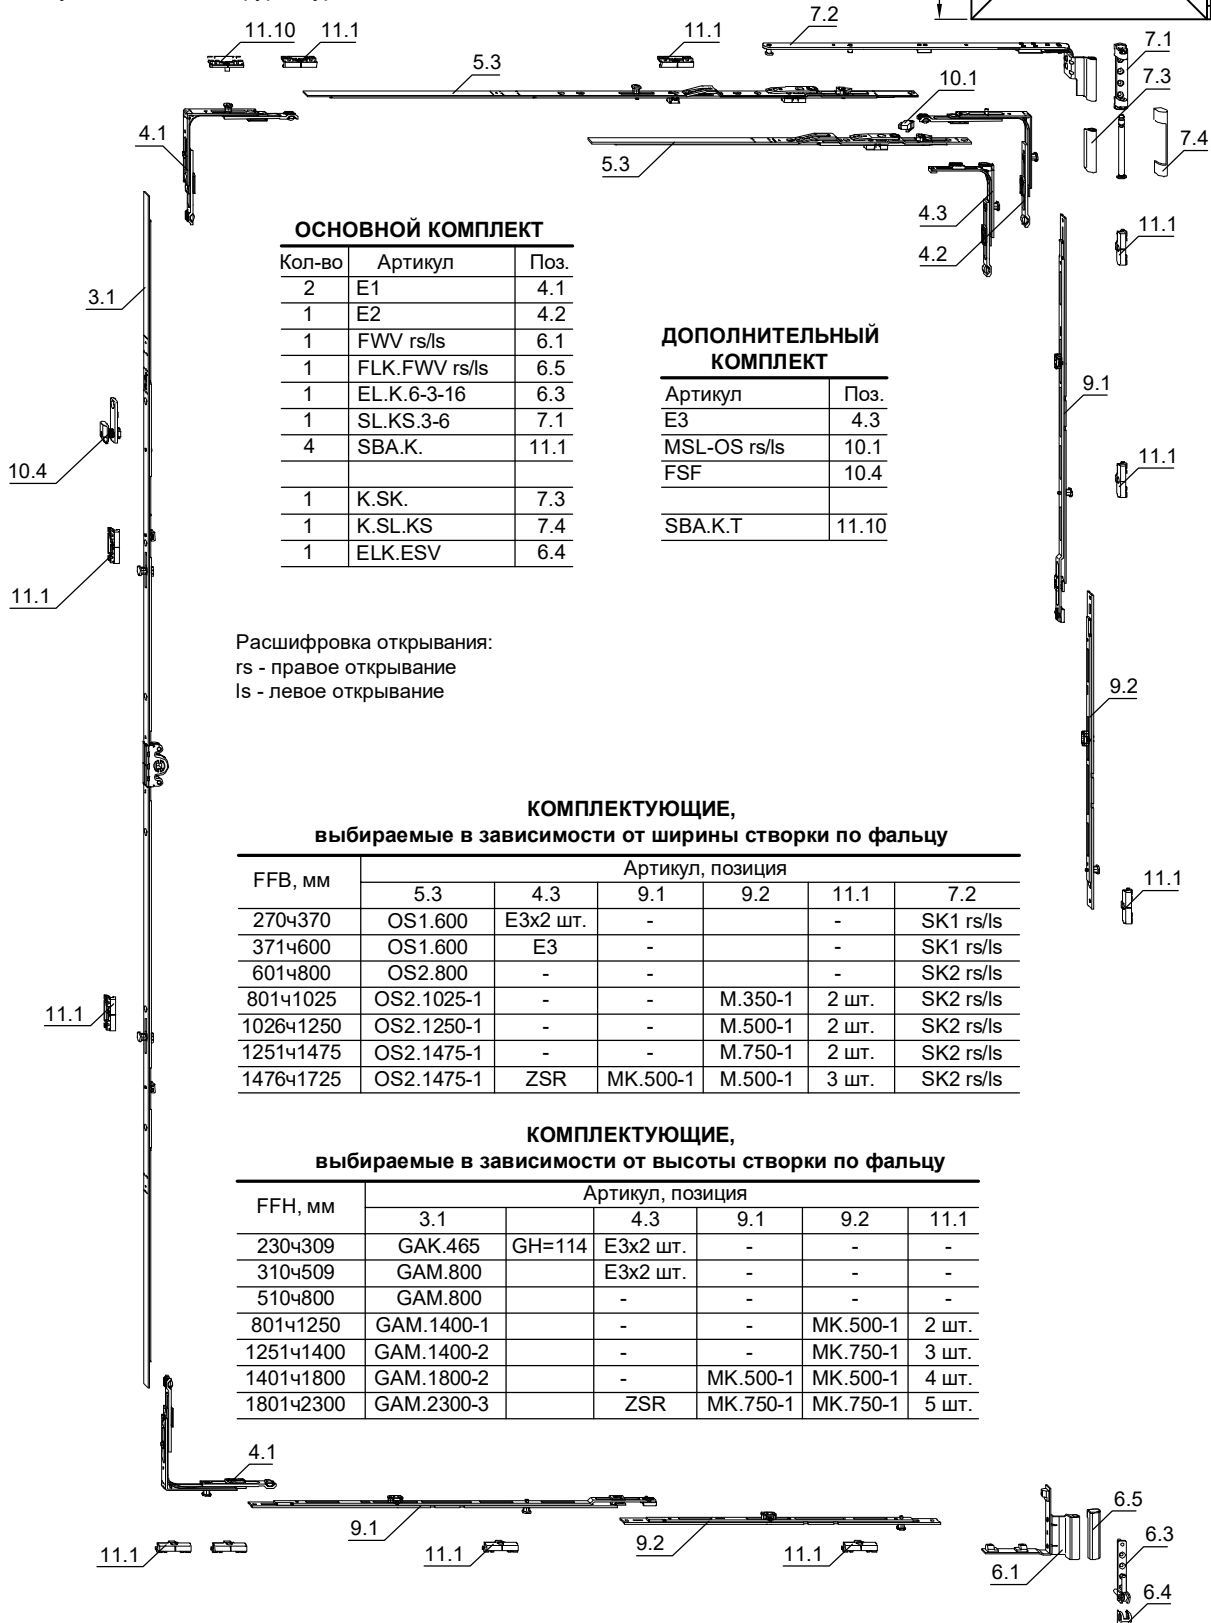 11.10
11.1
11.1
7.2
7.1
7.3
5.3
10.1
4.1
5.3
7.4
4.3
4.2
11.1
3.1
ОСНОВНОЙ КОМПЛЕКТ
Кол-во Артикул Поз.
2 E1 4.1
1 E2 4.2
1 FWV rs/ls 6.1
1 FLK.FWV rs/ls 6.5
1 EL.K.6-3-16 6.3
1 SL.KS.3-6 7.1
4 SBA.K. 11.1
1 K.SK. 7.3
1 K.SL.KS 7.4
1 ELK.ESV 6.4
ДОПОЛНИТЕЛЬНЫЙ
КОМПЛЕКТ
Артикул Поз.
E3 4.3
MSL-OS rs/ls 10.1
FSF 10.4
SBA.K.T 11.10
9.1
10.4
11.1
11.1
Расшифровка открывания:
rs - правое открывание
ls - левое открывание
9.2
КОМПЛЕКТУЮЩИЕ,
выбираемые в зависимости от ширины створки по фальцу
FFB, мм Артикул, позиция
5.3 4.3 9.1 9.2 11.1 7.2
270ч370 OS1.600 E3x2 шт. - - SK1 rs/ls
371ч600 OS1.600 E3 - - SK1 rs/ls
601ч800 OS2.800 - - - SK2 rs/ls
801ч1025 OS2.1025-1 - - M.350-1 2 шт. SK2 rs/ls
1026ч1250 OS2.1250-1 - - M.500-1 2 шт. SK2 rs/ls
1251ч1475 OS2.1475-1 - - M.750-1 2 шт. SK2 rs/ls
1476ч1725 OS2.1475-1 ZSR MK.500-1 M.500-1 3 шт. SK2 rs/ls
11.1
11.1
КОМПЛЕКТУЮЩИЕ,
выбираемые в зависимости от высоты створки по фальцу
FFH, мм Артикул, позиция
3.1 4.3 9.1 9.2 11.1
230ч309 GAK.465 GH=114 E3x2 шт. - - -
310ч509 GAM.800 E3x2 шт. - - -
510ч800 GAM.800 - - - -
801ч1250 GAM.1400-1 - - MK.500-1 2 шт.
1251ч1400 GAM.1400-2 - - MK.750-1 3 шт.
1401ч1800 GAM.1800-2 - MK.500-1 MK.500-1 4 шт.
1801ч2300 GAM.2300-3 ZSR MK.750-1 MK.750-1 5 шт.
4.1
9.1
9.2
11.1
11.1
11.1
6.1
6.5
6.3
6.4